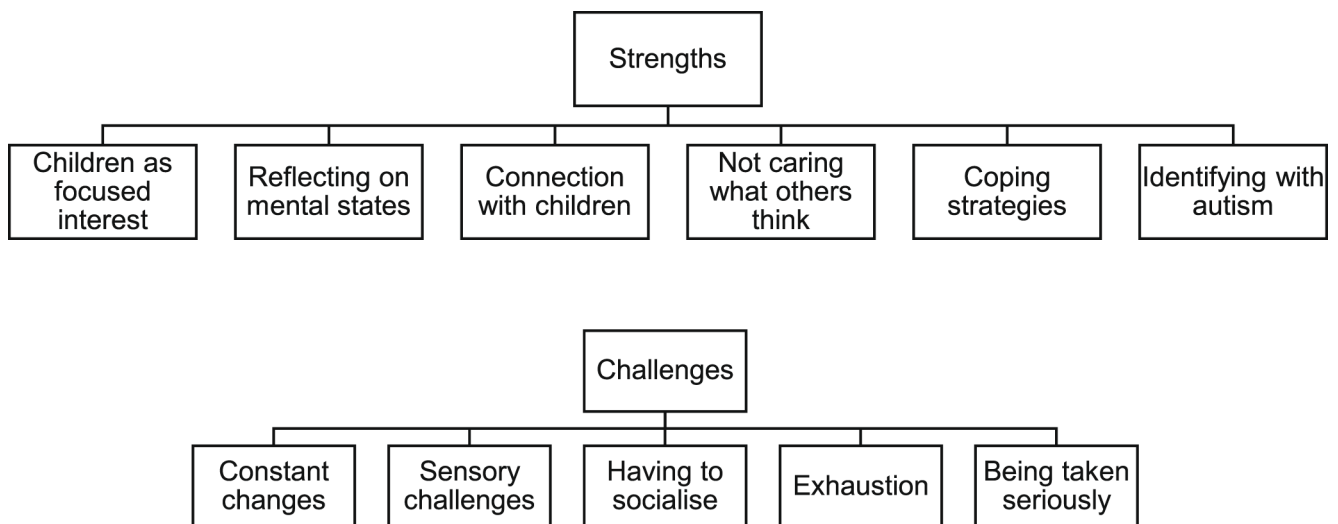 Strengths
Children as
focused
interest
Reflecting on
mental states
Connection
with children
Not caring
what others
think
Coping
strategies
Identifying with
autism
Challenges
Constant
changes
Sensory
challenges
Having to
socialise
Exhaustion
Being taken
seriously